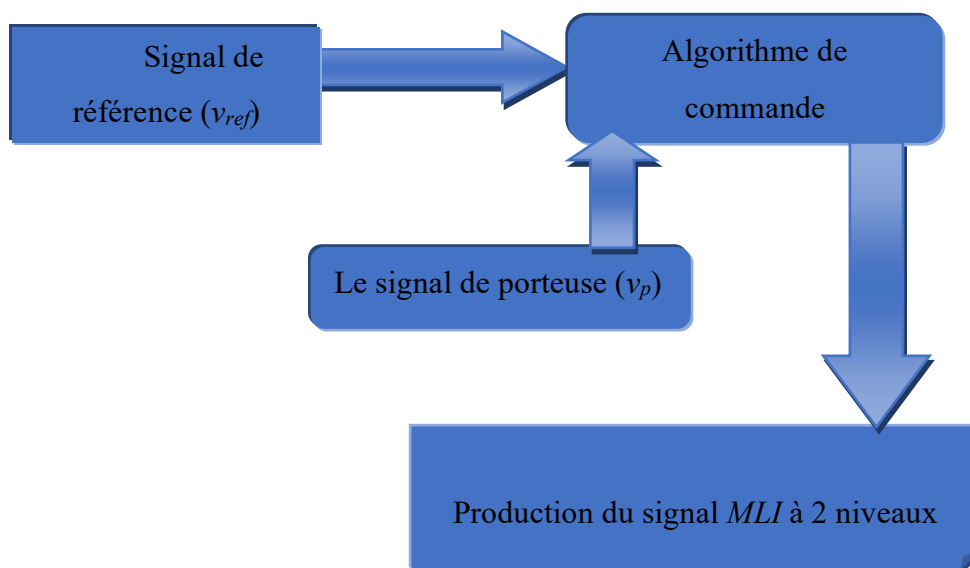 Signal de
référence (vref)
Algorithme de
commande
Le signal de porteuse (vp)
Production du signal MLI à 2 niveaux